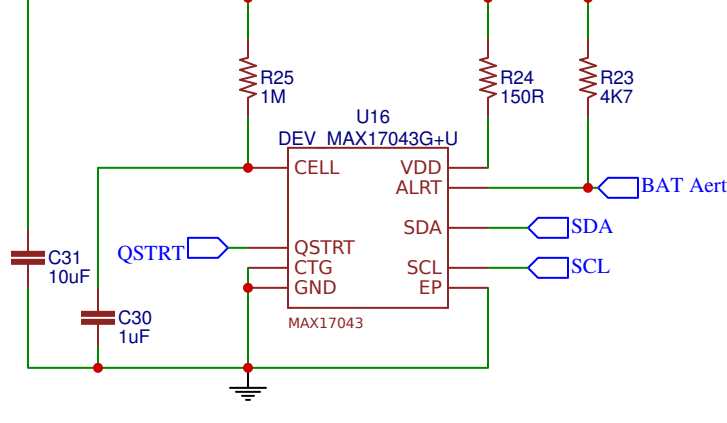 R25
1M
R24
150R
R23
4K7
U16
DEV_MAX17043G+U
CELL
VDD
ALRT
BAT Aert
SDA
SDA
QSTRT
QSTRT
CTG
SCL
SCL
GND
EP
C31
10uF
C30
1uF
MAX17043